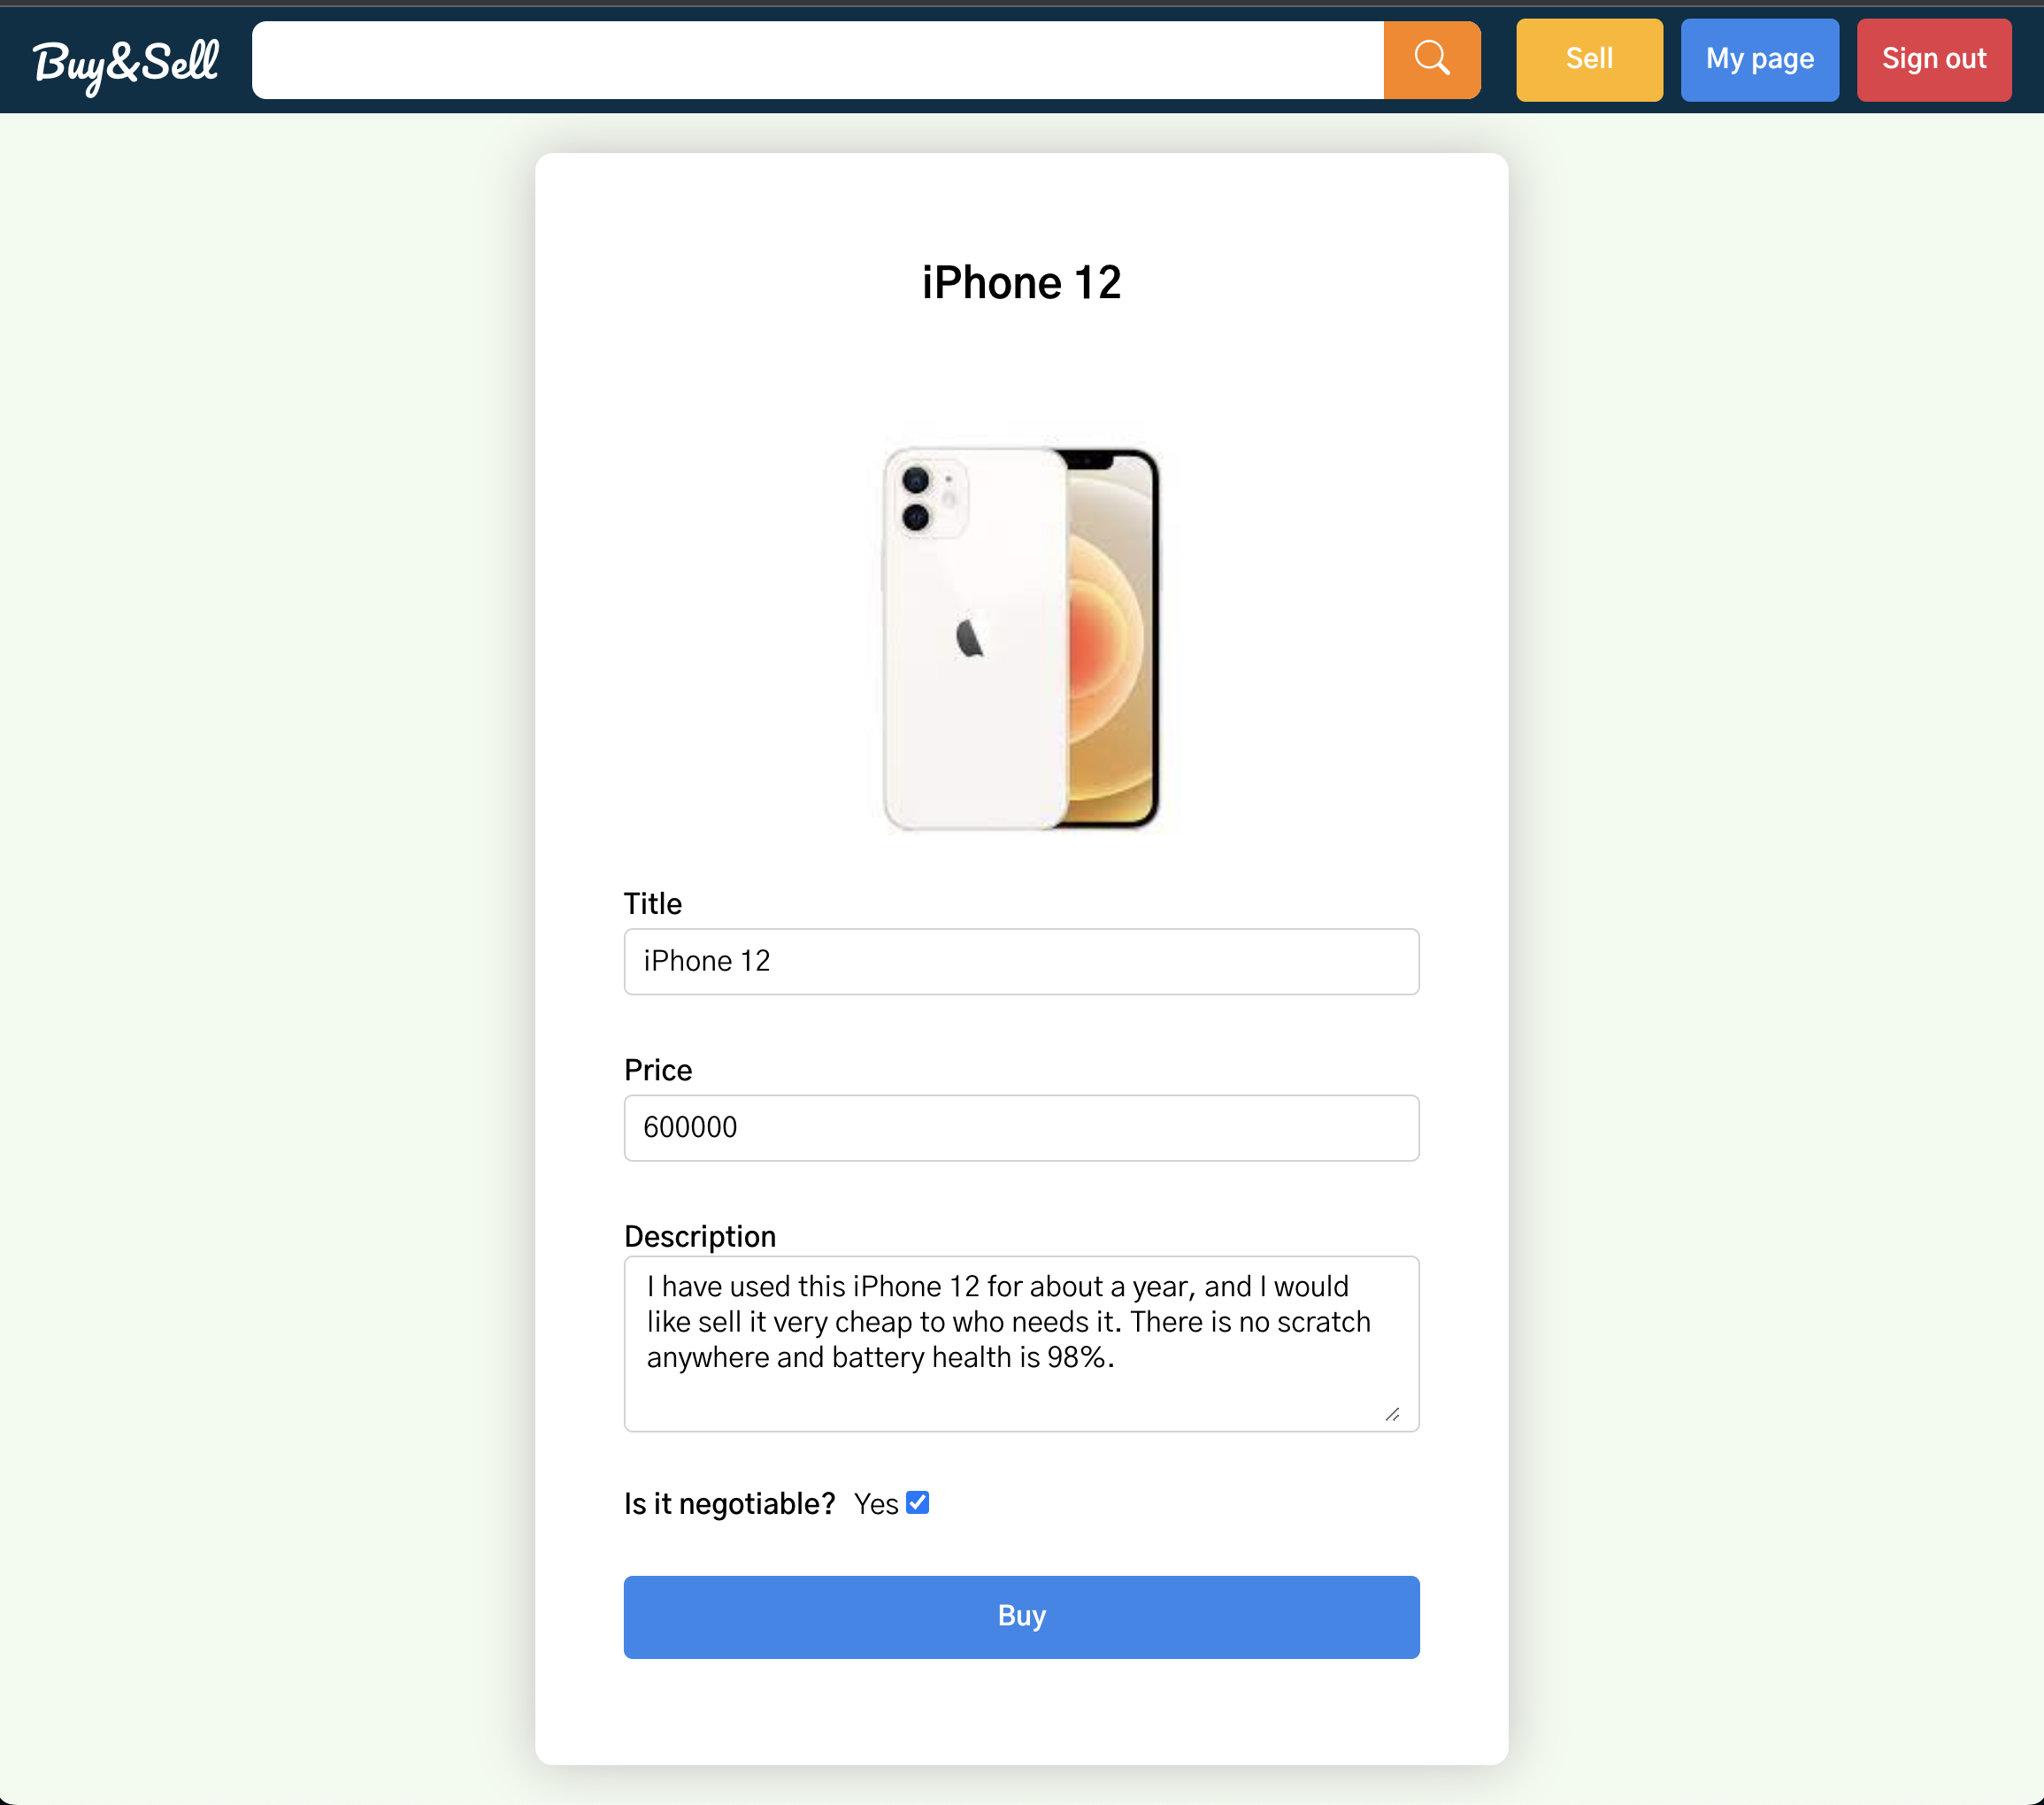 Buy&Sell
Sell
My page
Sign out
iPhone 12
Title
iPhone 12
Price
600000
Description
I have used this iPhone 12 for about a year, and I would
like sell it very cheap to who needs it. There is no scratch
anywhere and battery health is 98%.
Is it negotiable? Yes
Buy